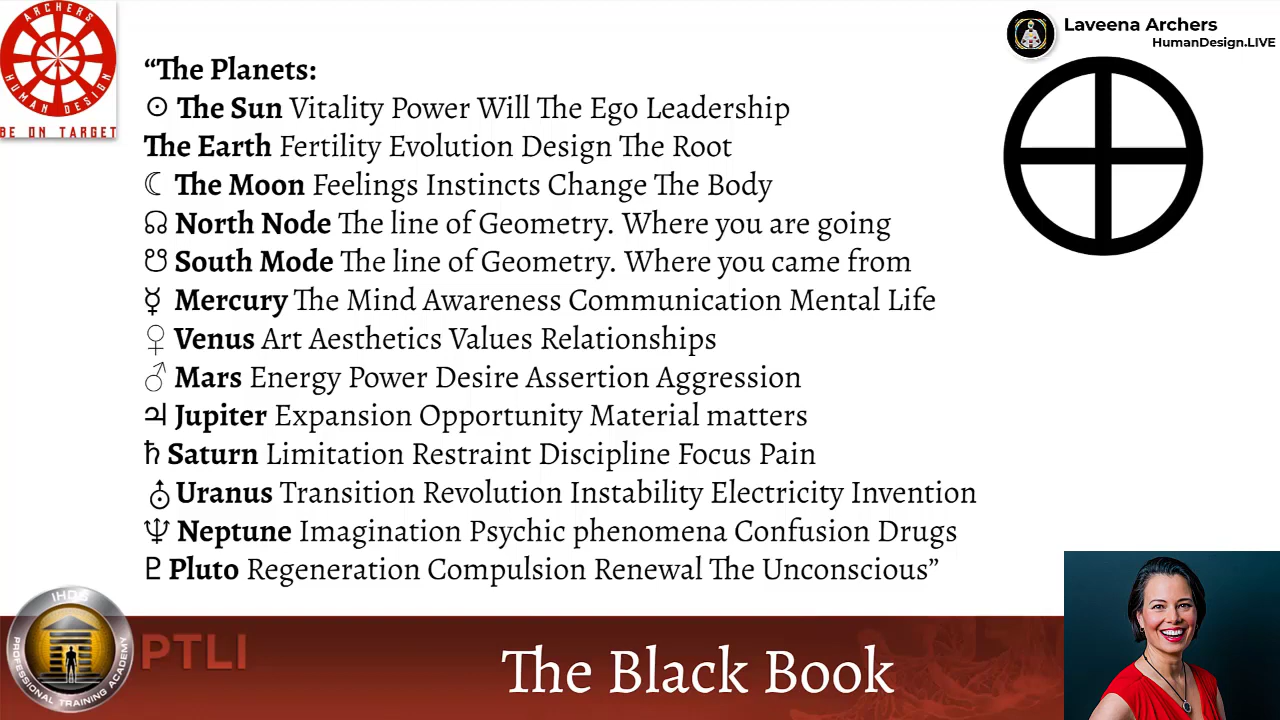 ARCHERS
HUMAN DESIGN
BE ON TARGET
Laveena Archers
HumanDesign.LIVE
“The Planets:
☉ The Sun Vitality Power Will The Ego Leadership
The Earth Fertility Evolution Design The Root
☾ The Moon Feelings Instincts Change The Body
☊ North Node The line of Geometry. Where you are going
☋ South Mode The line of Geometry. Where you came from
☿ Mercury The Mind Awareness Communication Mental Life
♀ Venus Art Aesthetics Values Relationships
♂ Mars Energy Power Desire Assertion Aggression
♃ Jupiter Expansion Opportunity Material matters
♄ Saturn Limitation Restraint Discipline Focus Pain
⛢ Uranus Transition Revolution Instability Electricity Invention
♆ Neptune Imagination Psychic phenomena Confusion Drugs
♇ Pluto Regeneration Compulsion Renewal The Unconscious”
IHDS
PROFESSIONAL TRAINING ACADEMY
PTLI
The Black Book